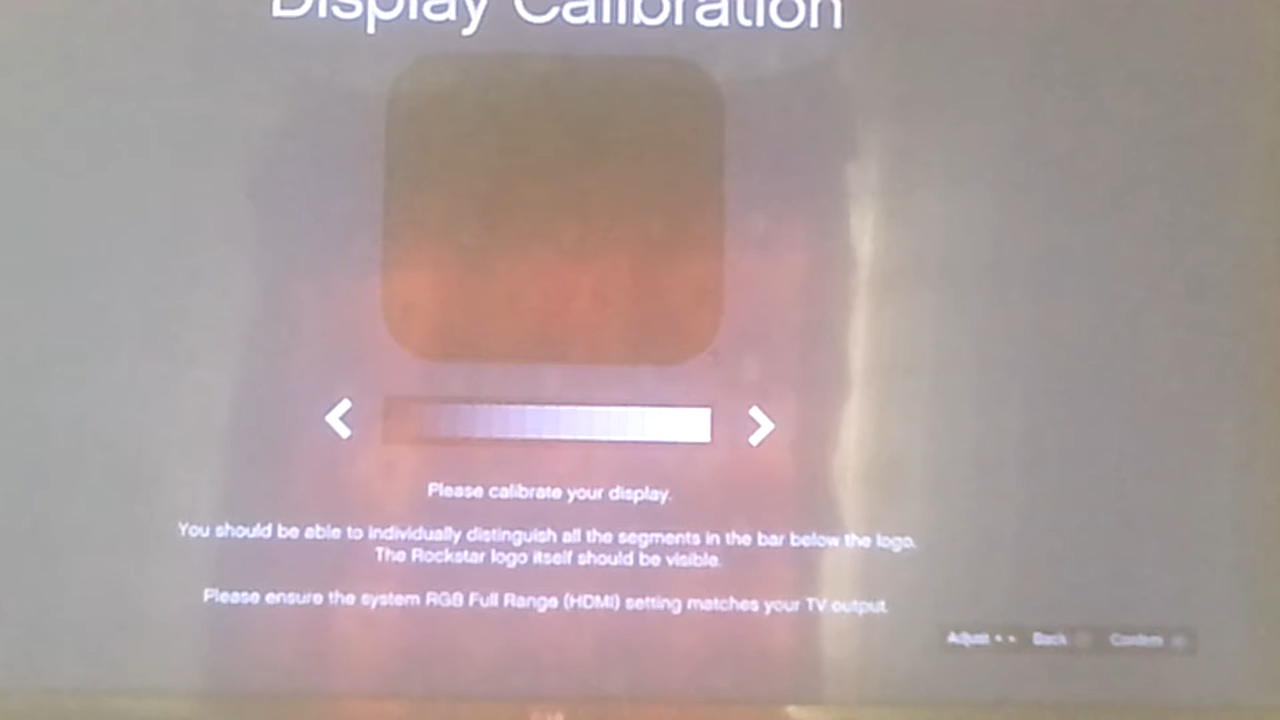 Display Calibration
Please calibrate your display.
You should be able to individually distinguish all the segments in the bar below the logo.
The Rockstar logo itself should be visible.
Please ensure the system RGB Full Range (HDMI) setting matches your TV output.
Adjust Back Confirm